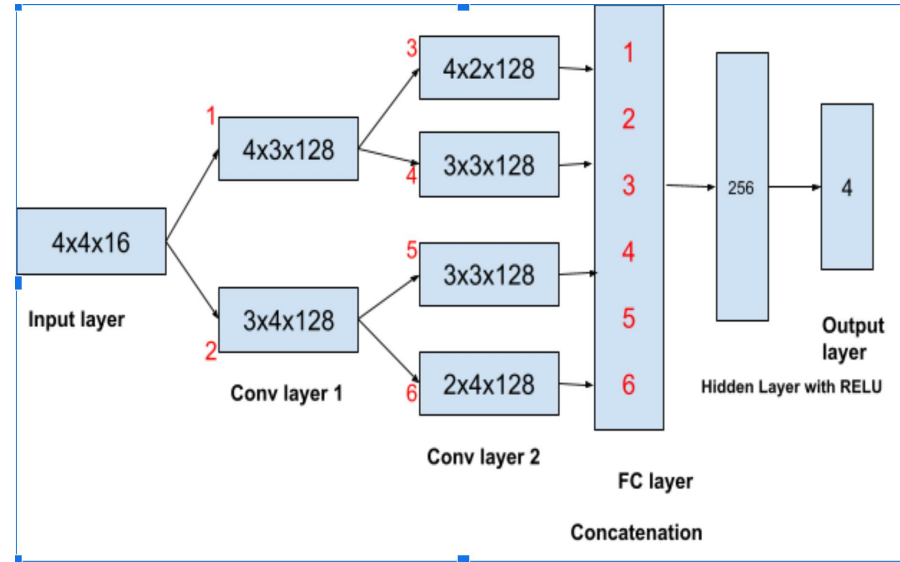 1
4x3x128
3
4x2x128
4
3x3x128
4x4x16
Input layer
3x4x128
2
Conv layer 1
5
3x3x128
6
2x4x128
Conv layer 2
1
2
3
4
5
6
FC layer
Concatenation
256
Hidden Layer with RELU
4
Output
layer